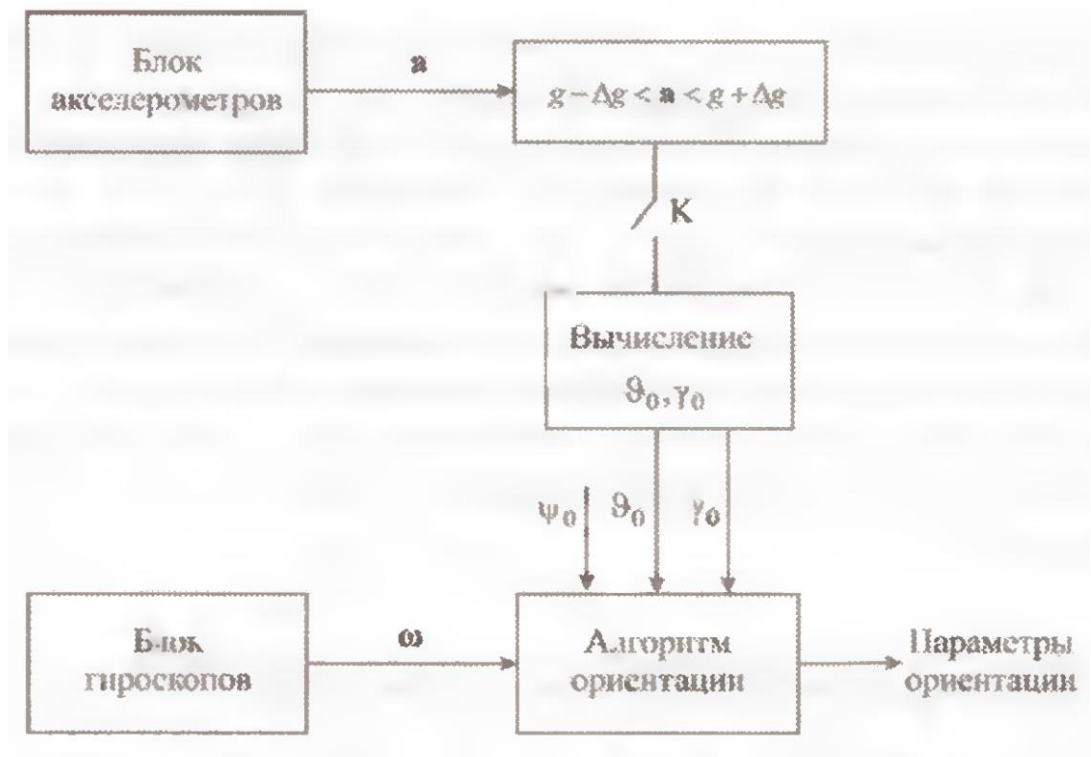 Блок
акселерометров
a
g − Δg < a < g + Δg
K
Вычисление
ϑ₀, γ₀
ψ₀ ϑ₀ γ₀
Блок
гироскопов
ω
Алгоритм
ориентации
Параметры
ориентации